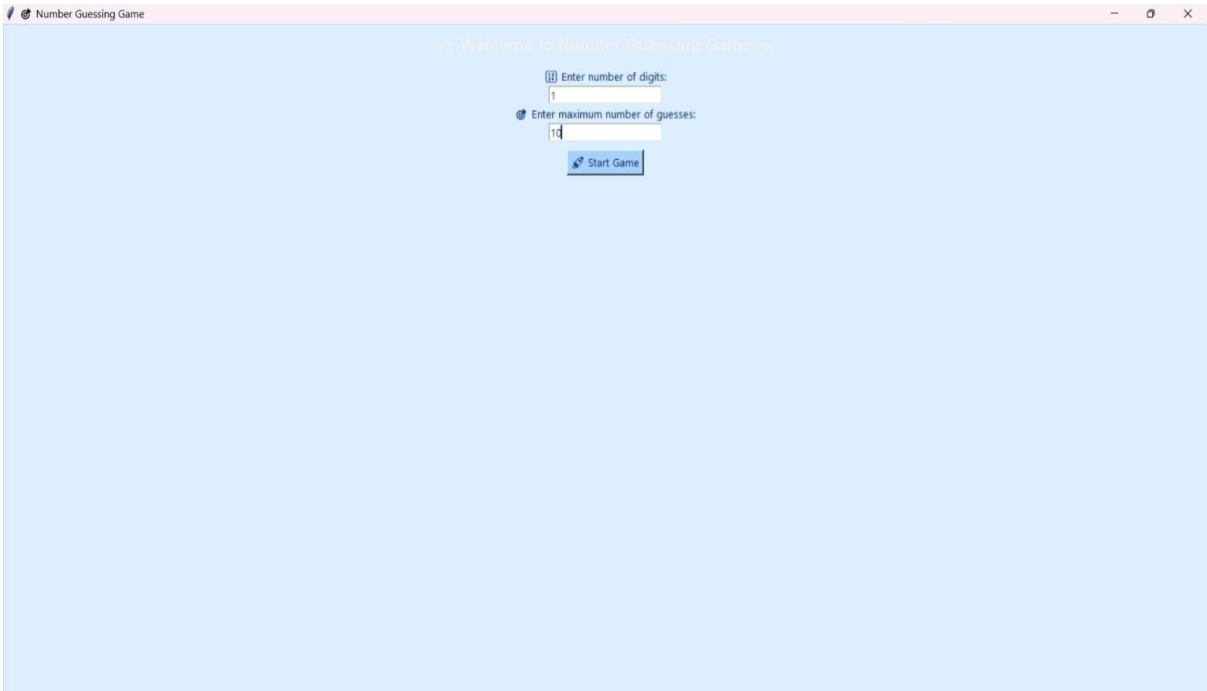 Number Guessing Game
Welcome to Number Guessing Game
Enter number of digits:
1
Enter maximum number of guesses:
10
Start Game